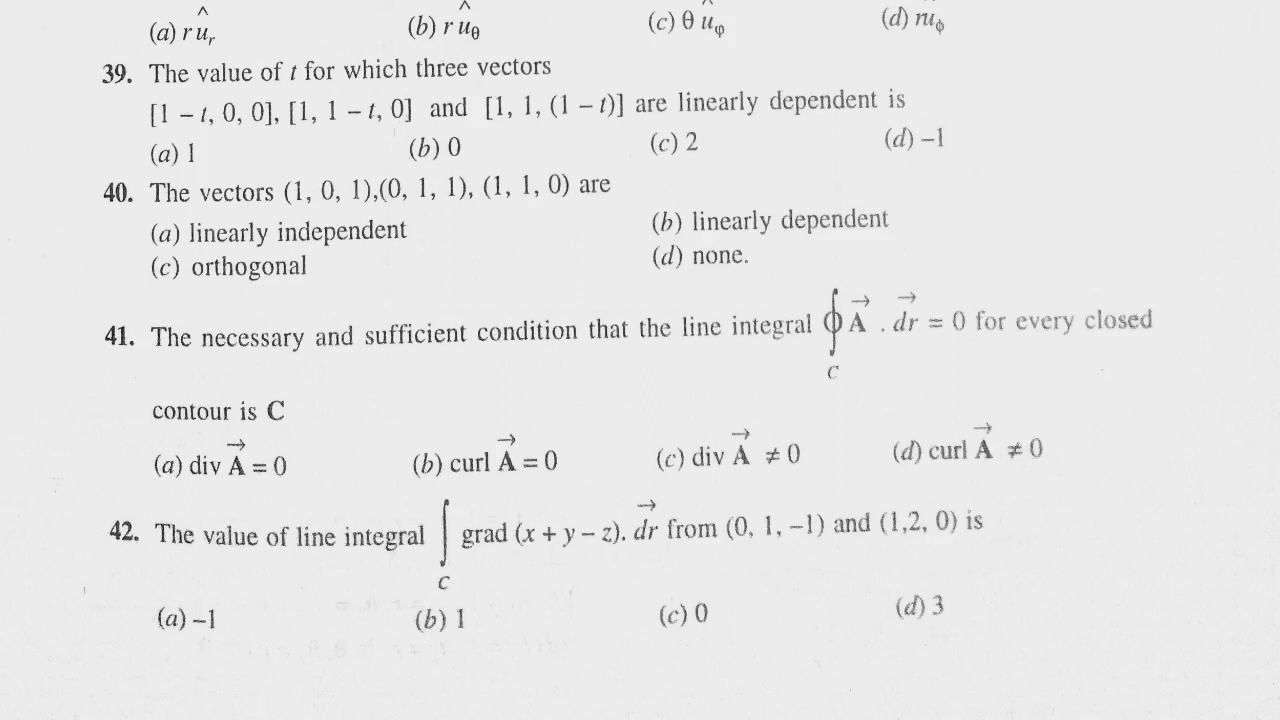 (a) r û_r (b) r û_θ (c) θ û_φ (d) ru_ϕ
39. The value of t for which three vectors
[1 – t, 0, 0], [1, 1 – t, 0] and [1, 1, (1 – t)] are linearly dependent is
(a) 1 (b) 0 (c) 2 (d) –1
40. The vectors (1, 0, 1),(0, 1, 1), (1, 1, 0) are
(a) linearly independent (b) linearly dependent
(c) orthogonal (d) none.
41. The necessary and sufficient condition that the line integral ∮_C A⃗ . d⃗r = 0 for every closed
contour is C
(a) div A⃗ = 0 (b) curl A⃗ = 0 (c) div A⃗ ≠ 0 (d) curl A⃗ ≠ 0
42. The value of line integral ∫_C grad (x + y – z). d⃗r from (0, 1, –1) and (1,2, 0) is
(a) –1 (b) 1 (c) 0 (d) 3